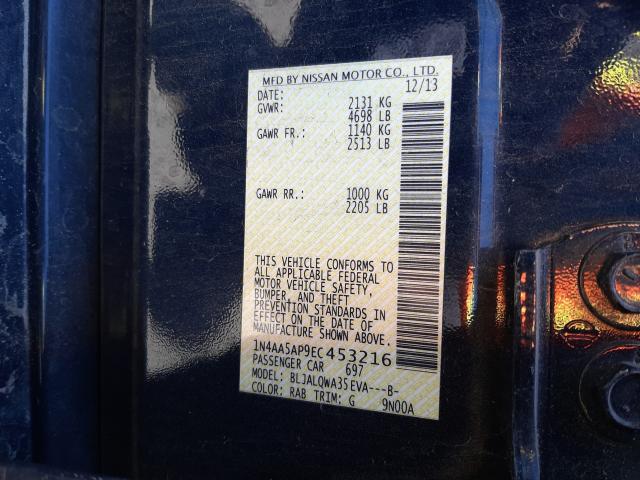 MFD BY NISSAN MOTOR CO., LTD.
DATE: 12/13
GVWR: 2131 KG
4698 LB
GAWR FR.: 1140 KG
2513 LB
GAWR RR.: 1000 KG
2205 LB
THIS VEHICLE CONFORMS TO
ALL APPLICABLE FEDERAL
MOTOR VEHICLE SAFETY,
BUMPER, AND THEFT
PREVENTION STANDARDS IN
EFFECT ON THE DATE OF
MANUFACTURE SHOWN ABOVE.
1N4AA5AP9EC453216
PASSENGER CAR 697
MODEL: BLJALQWA35EVA---B-
COLOR: RAB TRIM: G 9N00A